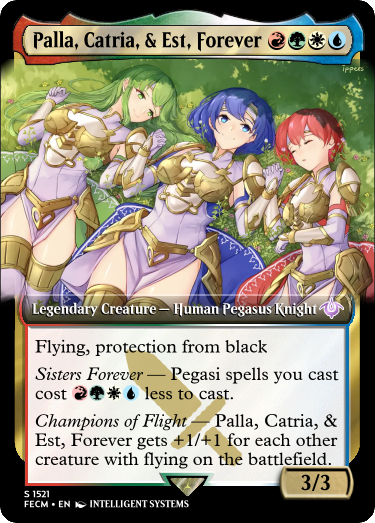 Palla, Catria, & Est, Forever
ippers
Legendary Creature — Human Pegasus Knight
Flying, protection from black
Sisters Forever — Pegasi spells you cast
cost less to cast.
Champions of Flight — Palla, Catria, &
Est, Forever gets +1/+1 for each other
creature with flying on the battlefield.
3/3
S 1521
FECM • EN INTELLIGENT SYSTEMS